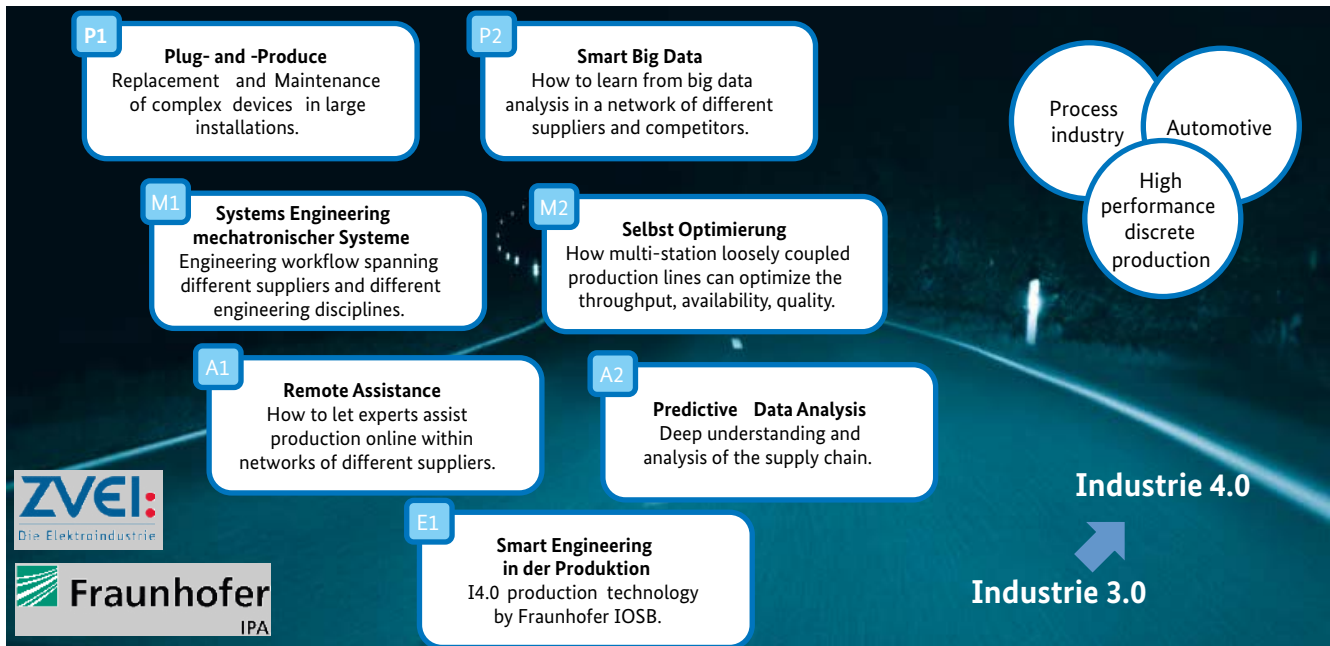 P1
Plug- and -Produce
Replacement and Maintenance
of complex devices in large
installations.
P2
Smart Big Data
How to learn from big data
analysis in a network of different
suppliers and competitors.
Process
industry
Automotive
High
performance
discrete
production
M1
Systems Engineering
mechatronischer Systeme
Engineering workflow spanning
different suppliers and different
engineering disciplines.
M2
Selbst Optimierung
How multi-station loosely coupled
production lines can optimize the
throughput, availability, quality.
A1
Remote Assistance
How to let experts assist
production online within
networks of different suppliers.
A2
Predictive Data Analysis
Deep understanding and
analysis of the supply chain.
E1
Smart Engineering
in der Produktion
I4.0 production technology
by Fraunhofer IOSB.
ZVEI:
Die Elektroindustrie
Fraunhofer
IPA
Industrie 4.0
Industrie 3.0